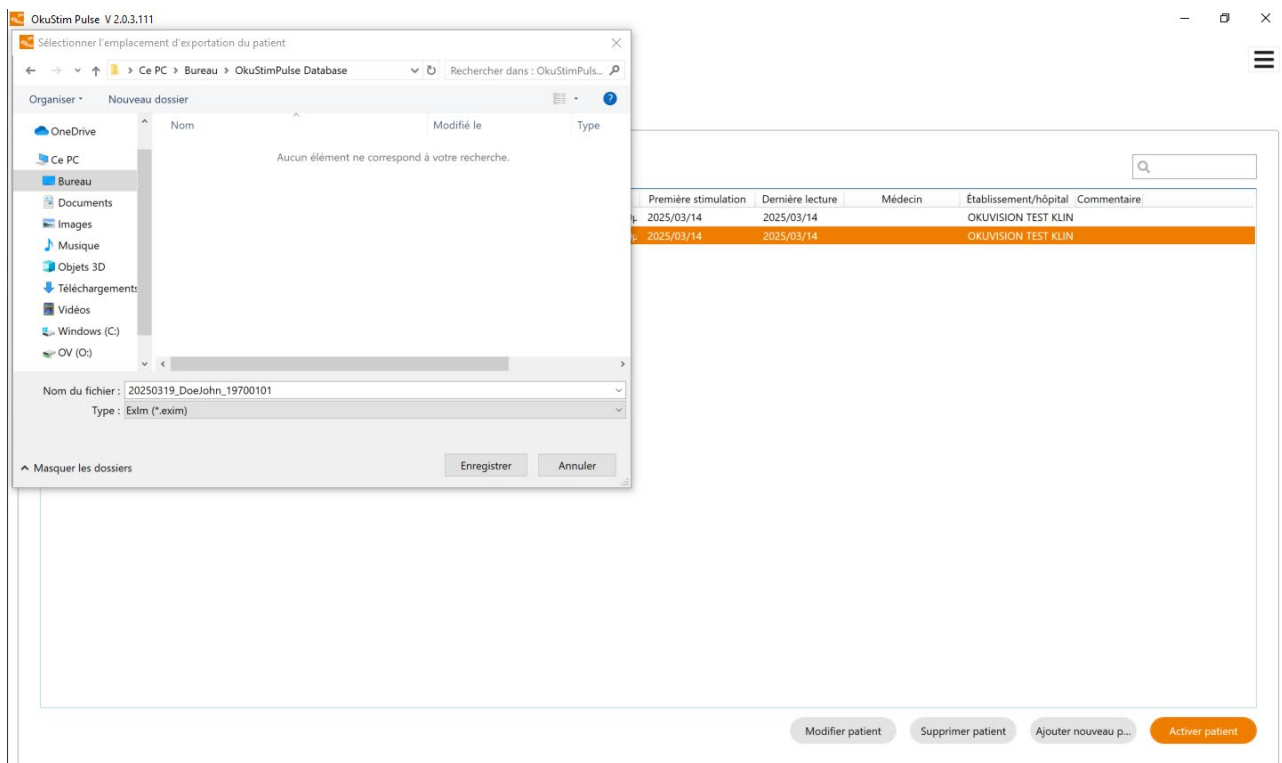 OkuStim Pulse V 2.0.3.111
Sélectionner l'emplacement d'exportation du patient
Ce PC > Bureau > OkuStimPulse Database
Rechercher dans : OkuStimPuls...
Organiser
Nouveau dossier
Nom
Modifié le
Type
Aucun élément ne correspond à votre recherche.
OneDrive
Ce PC
Bureau
Documents
Images
Musique
Objets 3D
Téléchargements
Vidéos
Windows (C:)
OV (O:)
Nom du fichier : 20250319_DoeJohn_19700101
Type : ExIm (*.exim)
Masquer les dossiers
Enregistrer
Annuler
Première stimulation Dernière lecture Médecin Établissement/hôpital Commentaire
2025/03/14 2025/03/14 OKUVISION TEST KLIN
2025/03/14 2025/03/14 OKUVISION TEST KLIN
Modifier patient
Supprimer patient
Ajouter nouveau p...
Activer patient